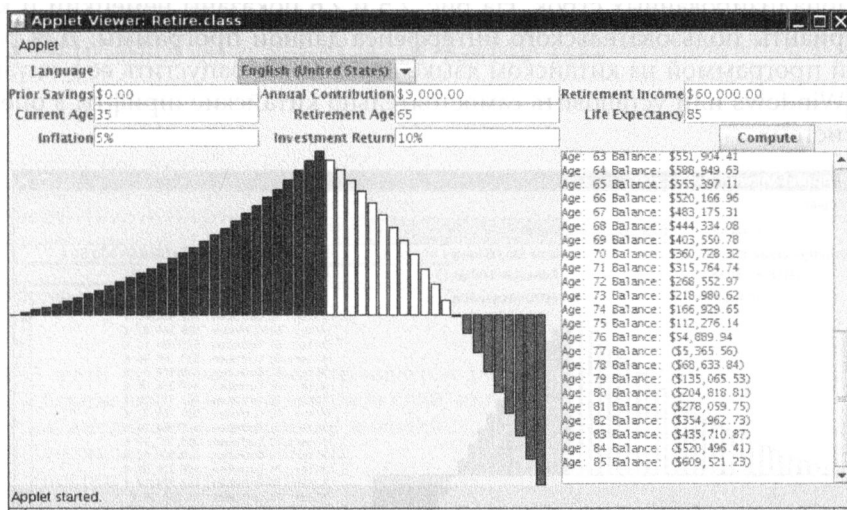 Applet Viewer: Retire.class
Applet
Language English (United States)
Prior Savings $0.00 Annual Contribution $9,000.00 Retirement Income $60,000.00
Current Age 35 Retirement Age 65 Life Expectancy 85
Inflation 5% Investment Return 10% Compute
Age: 63 Balance: $551,904.41
Age: 64 Balance: $588,949.63
Age: 65 Balance: $555,397.11
Age: 66 Balance: $520,166.96
Age: 67 Balance: $483,175.31
Age: 68 Balance: $444,334.08
Age: 69 Balance: $403,550.78
Age: 70 Balance: $360,728.32
Age: 71 Balance: $315,764.74
Age: 72 Balance: $268,552.97
Age: 73 Balance: $218,980.62
Age: 74 Balance: $166,929.65
Age: 75 Balance: $112,276.14
Age: 76 Balance: $54,889.94
Age: 77 Balance: ($5,365.56)
Age: 78 Balance: ($68,633.84)
Age: 79 Balance: ($135,065.53)
Age: 80 Balance: ($204,818.81)
Age: 81 Balance: ($278,059.75)
Age: 82 Balance: ($354,962.73)
Age: 83 Balance: ($435,710.87)
Age: 84 Balance: ($520,496.41)
Age: 85 Balance: ($609,521.23)
Applet started.